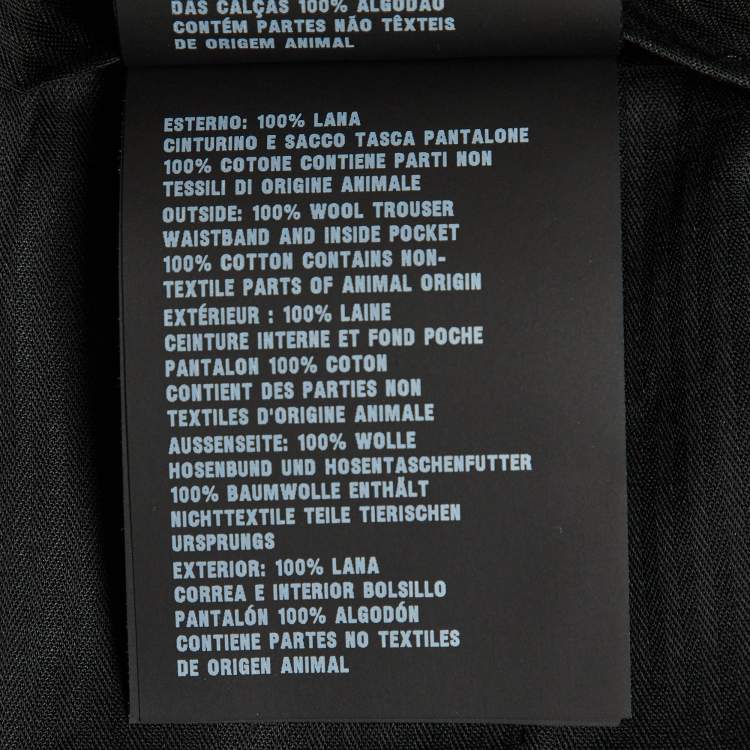 DAS CALÇAS 100% ALGODÃO
CONTÉM PARTES NÃO TÊXTEIS
DE ORIGEM ANIMAL
ESTERNO: 100% LANA
CINTURINO E SACCO TASCA PANTALONE
100% COTONE CONTIENE PARTI NON
TESSILI DI ORIGINE ANIMALE
OUTSIDE: 100% WOOL TROUSER
WAISTBAND AND INSIDE POCKET
100% COTTON CONTAINS NON-
TEXTILE PARTS OF ANIMAL ORIGIN
EXTÉRIEUR : 100% LAINE
CEINTURE INTERNE ET FOND POCHE
PANTALON 100% COTON
CONTIENT DES PARTIES NON
TEXTILES D'ORIGINE ANIMALE
AUSSENSEITE: 100% WOLLE
HOSENBUND UND HOSENTASCHENFUTTER
100% BAUMWOLLE ENTHÄLT
NICHTTEXTILE TEILE TIERISCHEN
URSPRUNGS
EXTERIOR: 100% LANA
CORREA E INTERIOR BOLSILLO
PANTALÓN 100% ALGODÓN
CONTIENE PARTES NO TEXTILES
DE ORIGEN ANIMAL